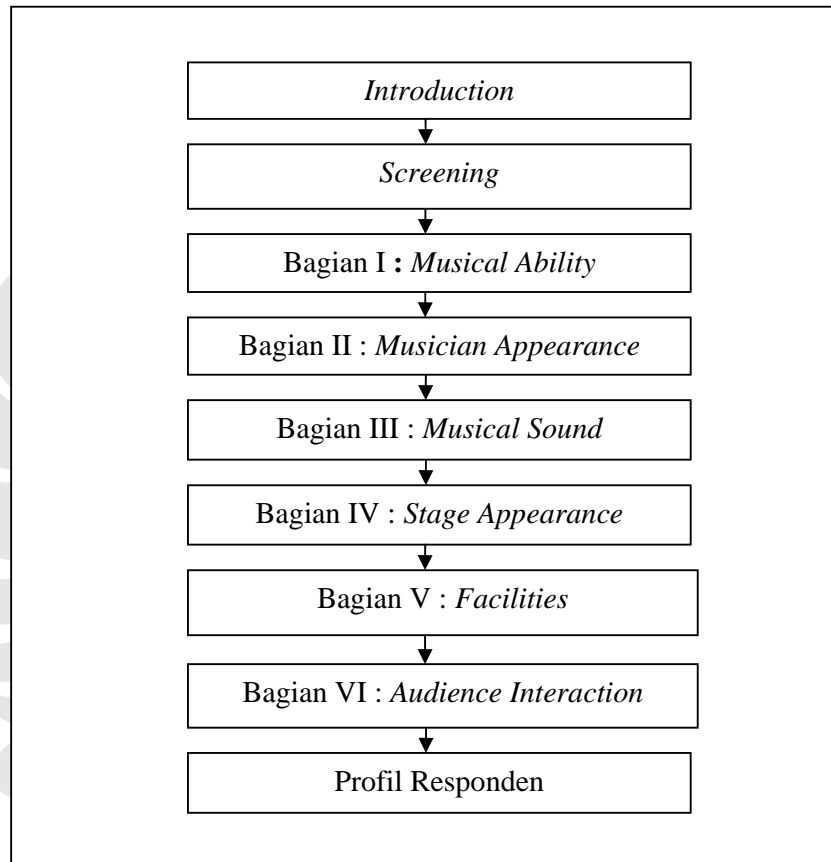 Introduction
Screening
Bagian I : Musical Ability
Bagian II : Musician Appearance
Bagian III : Musical Sound
Bagian IV : Stage Appearance
Bagian V : Facilities
Bagian VI : Audience Interaction
Profil Responden